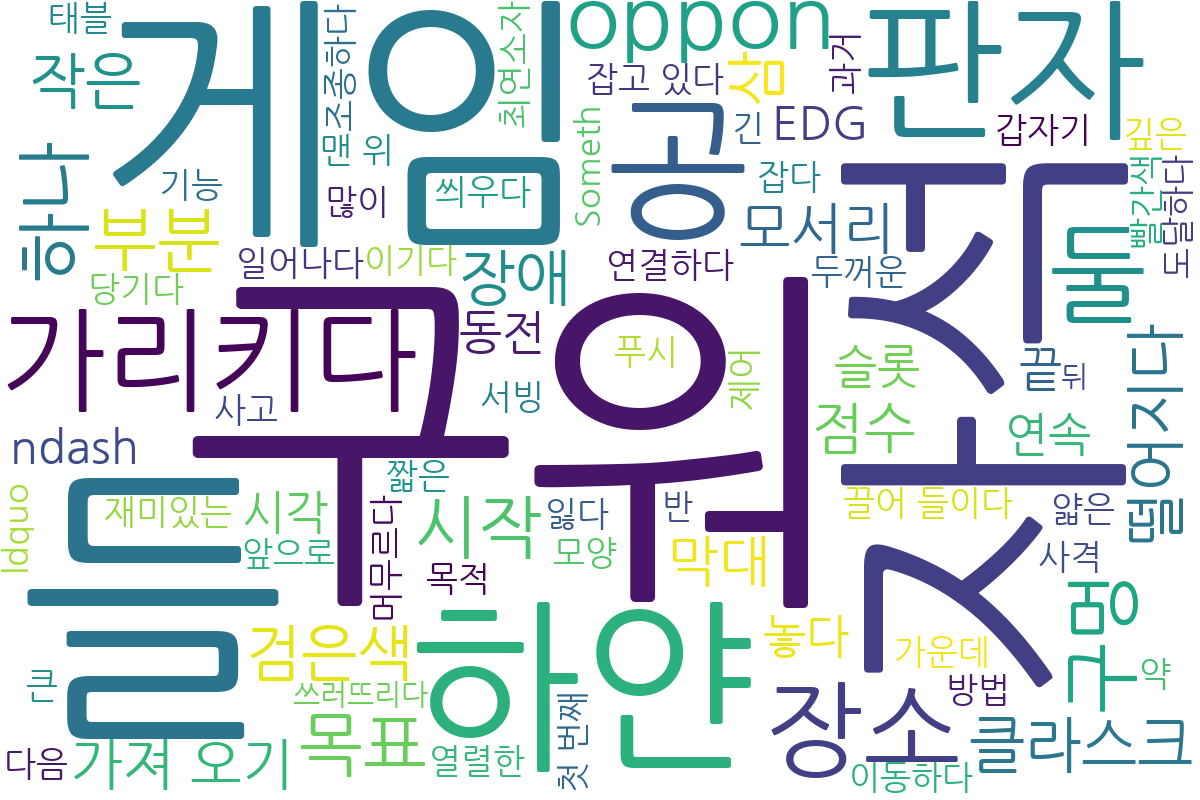 태블
작은
게임
조종하다
최연소자
oppon
잡고 있다
삼
과거
판자
맨 위
Someth
공
긴
EDG
갑자기
깊은
하나
기능
많이
씌우다
잡다
빨간색
도달하다
부분
모서리
둘
일어나다
이기다
장애
연결하다
두꺼운
당기다
자석
가리키다
구위
동전
푸시
제어
슬롯
끝
뒤
떨어지다
사고
서빙
점수
연속
ndash
짧은
들
ldquo
재미있는
시각
시작
잃다
반
끌어 들이다
얇은
앞으로
머무르다
목적
모양
막대
사격
검은색
하얀
놓다
가운데
구멍
큰
쓰러뜨리다
첫 번째
장소
방법
약
다음
가져 오기
목표
열렬한
이동하다
클라스크